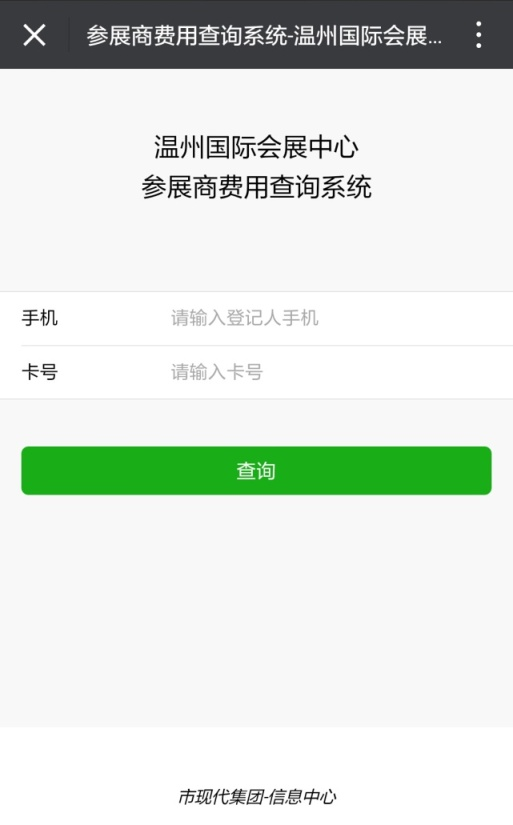 参展商费用查询系统-温州国际会展...
温州国际会展中心
参展商费用查询系统
手机 请输入登记人手机
卡号 请输入卡号
查询
市现代集团-信息中心